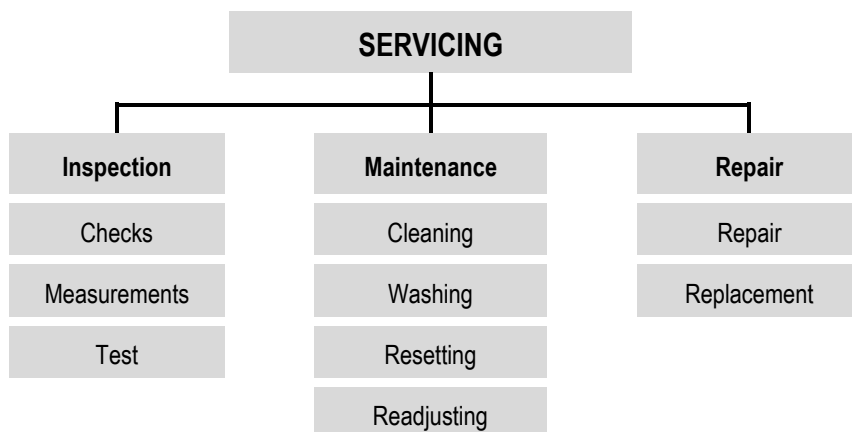 SERVICING
Inspection
Checks
Measurements
Test
Maintenance
Cleaning
Washing
Resetting
Readjusting
Repair
Repair
Replacement